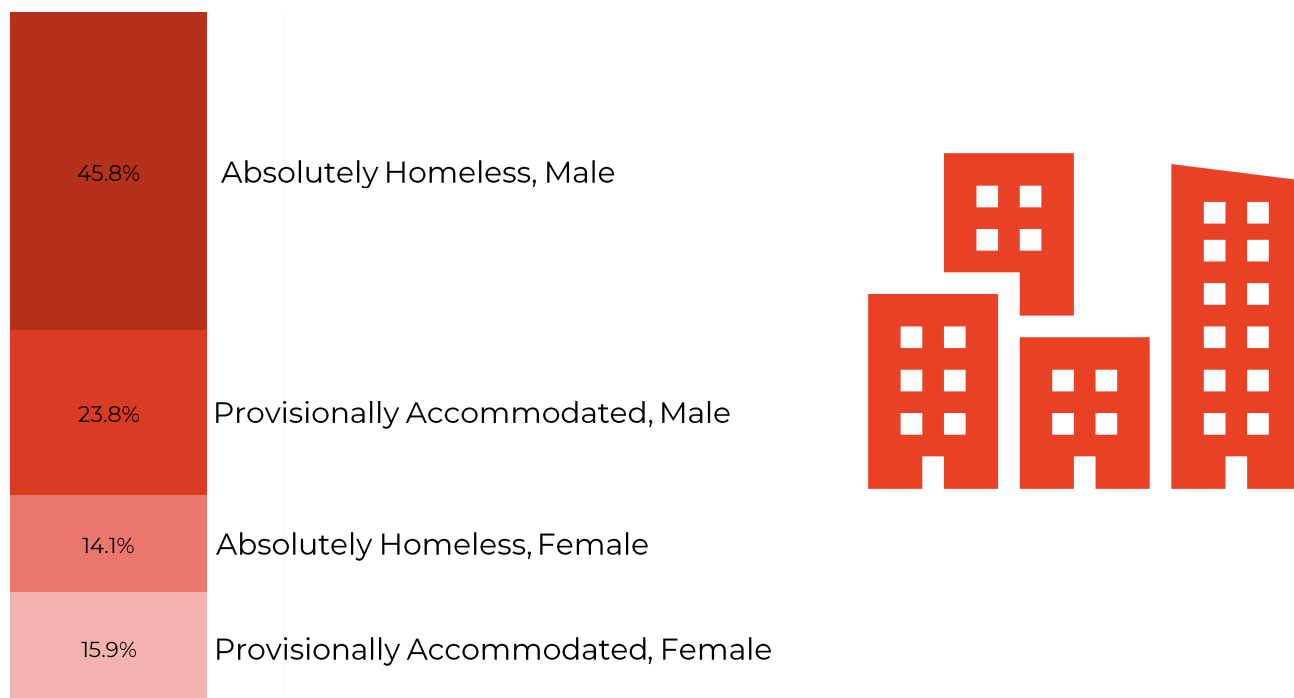 45.8% Absolutely Homeless, Male
23.8% Provisionally Accommodated, Male
14.1% Absolutely Homeless, Female
15.9% Provisionally Accommodated, Female